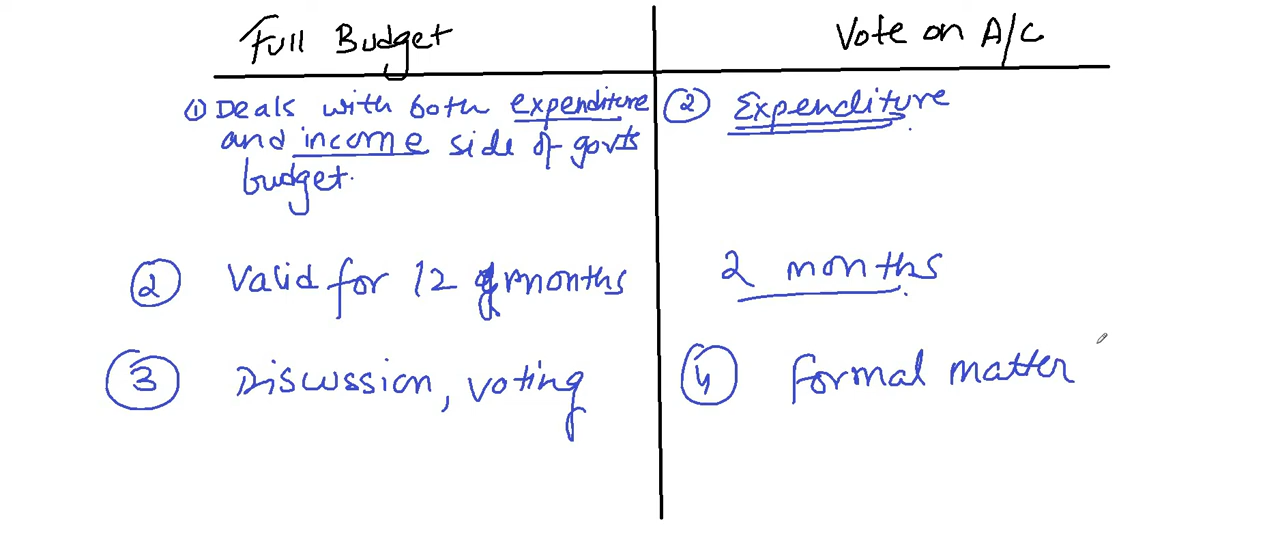 Full Budget
Vote on A/C
① Deals with both expenditure
and income side of govts
budget.
② Expenditure
② Valid for 12 months
2 months
③ Discussion, voting
④ formal matter